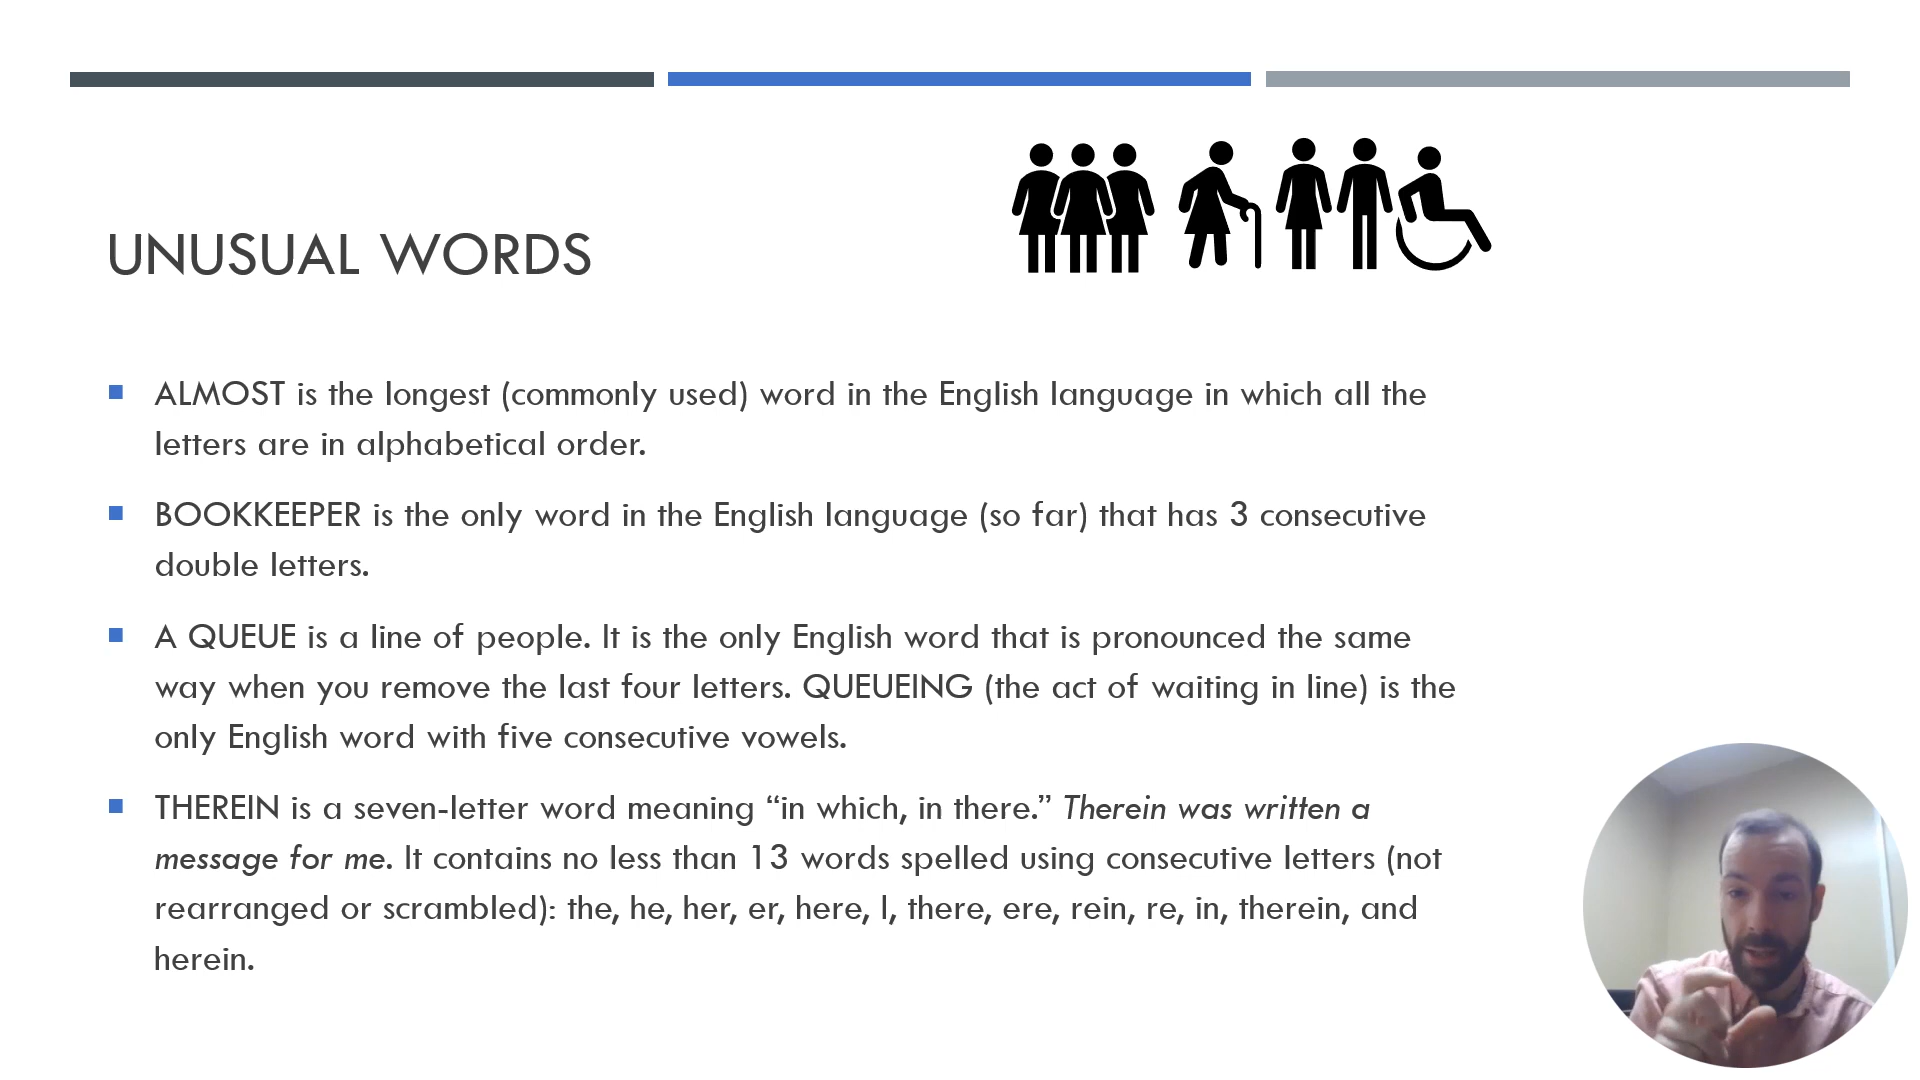 UNUSUAL WORDS
ALMOST is the longest (commonly used) word in the English language in which all the
letters are in alphabetical order.
BOOKKEEPER is the only word in the English language (so far) that has 3 consecutive
double letters.
A QUEUE is a line of people. It is the only English word that is pronounced the same
way when you remove the last four letters. QUEUEING (the act of waiting in line) is the
only English word with five consecutive vowels.
THEREIN is a seven-letter word meaning “in which, in there.” Therein was written a
message for me. It contains no less than 13 words spelled using consecutive letters (not
rearranged or scrambled): the, he, her, er, here, I, there, ere, rein, re, in, therein, and
herein.